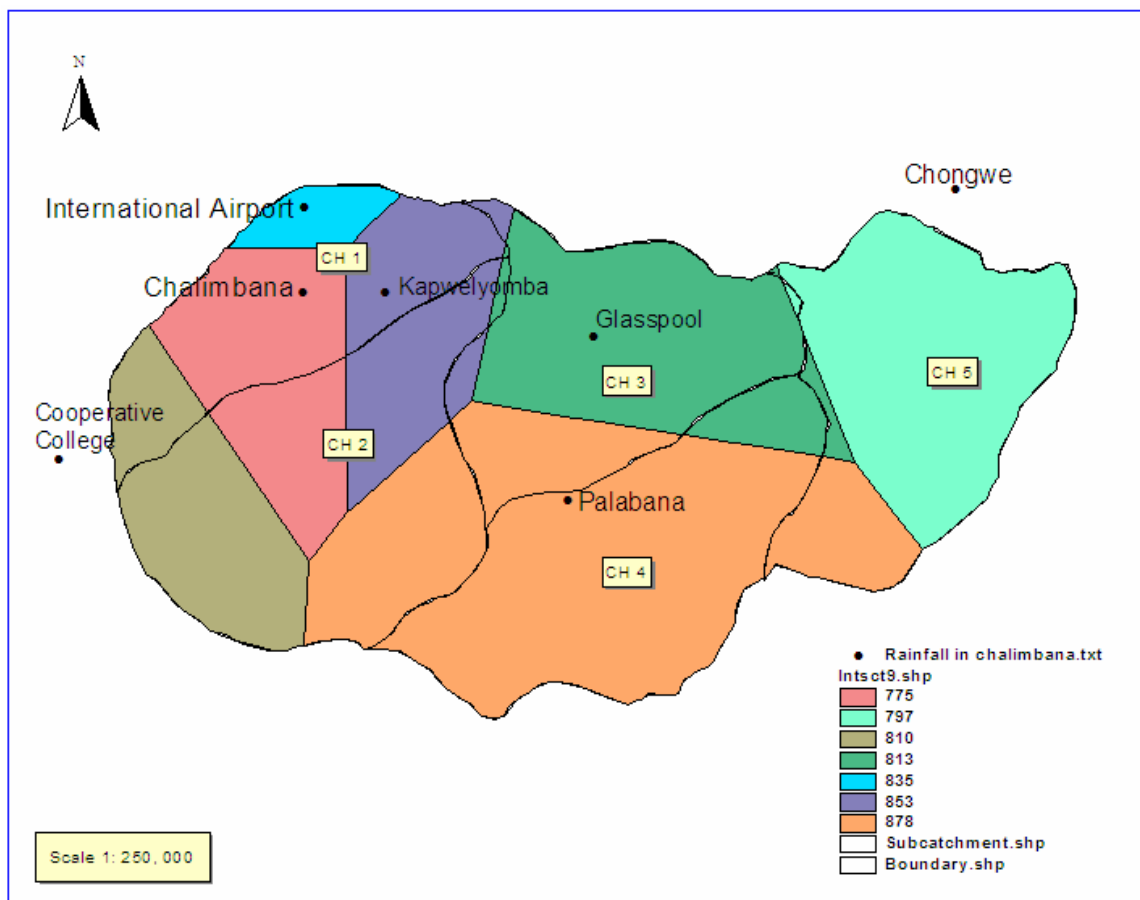 N
Chongwe
International Airport
CH 1
Chalimbana
Kapwelyomba
Glasspool
CH 3
CH 5
Cooperative
College
CH 2
Palabana
CH 4
Rainfall in chalimbana.txt
Intsct9.shp
775
797
810
813
835
853
878
Subcatchment.shp
Boundary.shp
Scale 1: 250, 000